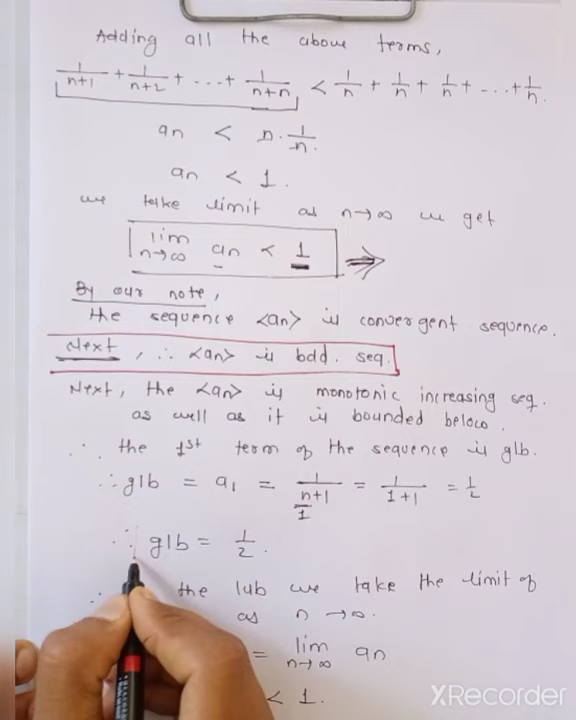 Adding all the above terms,
1/n+1 + 1/n+2 + ... + 1/n+n < 1/n + 1/n + 1/n + ... + 1/n.
an < n · 1/n.
an < 1.
we take limit as n→∞ we get
lim n→∞ an < 1 ⇒
By our note,
the sequence <an> is convergent sequence.
Next, ∴ <an> is bdd. seq.
Next, the <an> is monotonic increasing seq.
as well as it is bounded below.
∴ the 1st term of the sequence is glb.
∴ glb = a1 = 1/n+1 = 1/1+1 = 1/2
1
∴ glb = 1/2.
the lub we take the limit of
as n→∞.
= lim n→∞ an
< 1.
XRecorder